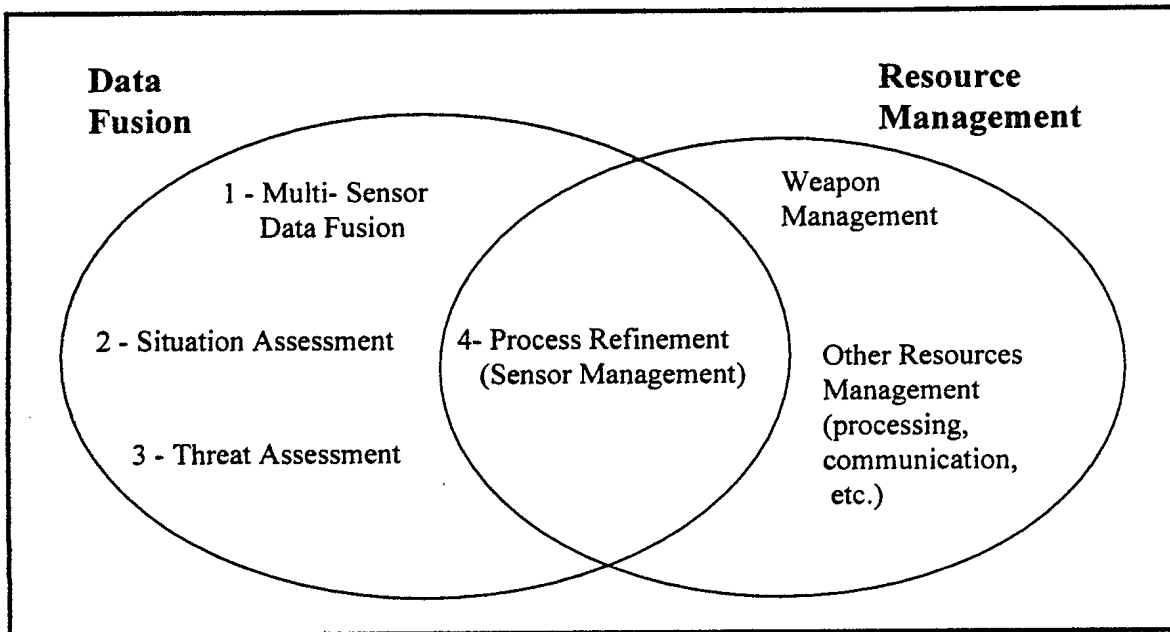 Data
Fusion
Resource
Management
1 - Multi- Sensor
Data Fusion
2 - Situation Assessment
3 - Threat Assessment
4- Process Refinement
(Sensor Management)
Weapon
Management
Other Resources
Management
(processing,
communication,
etc.)